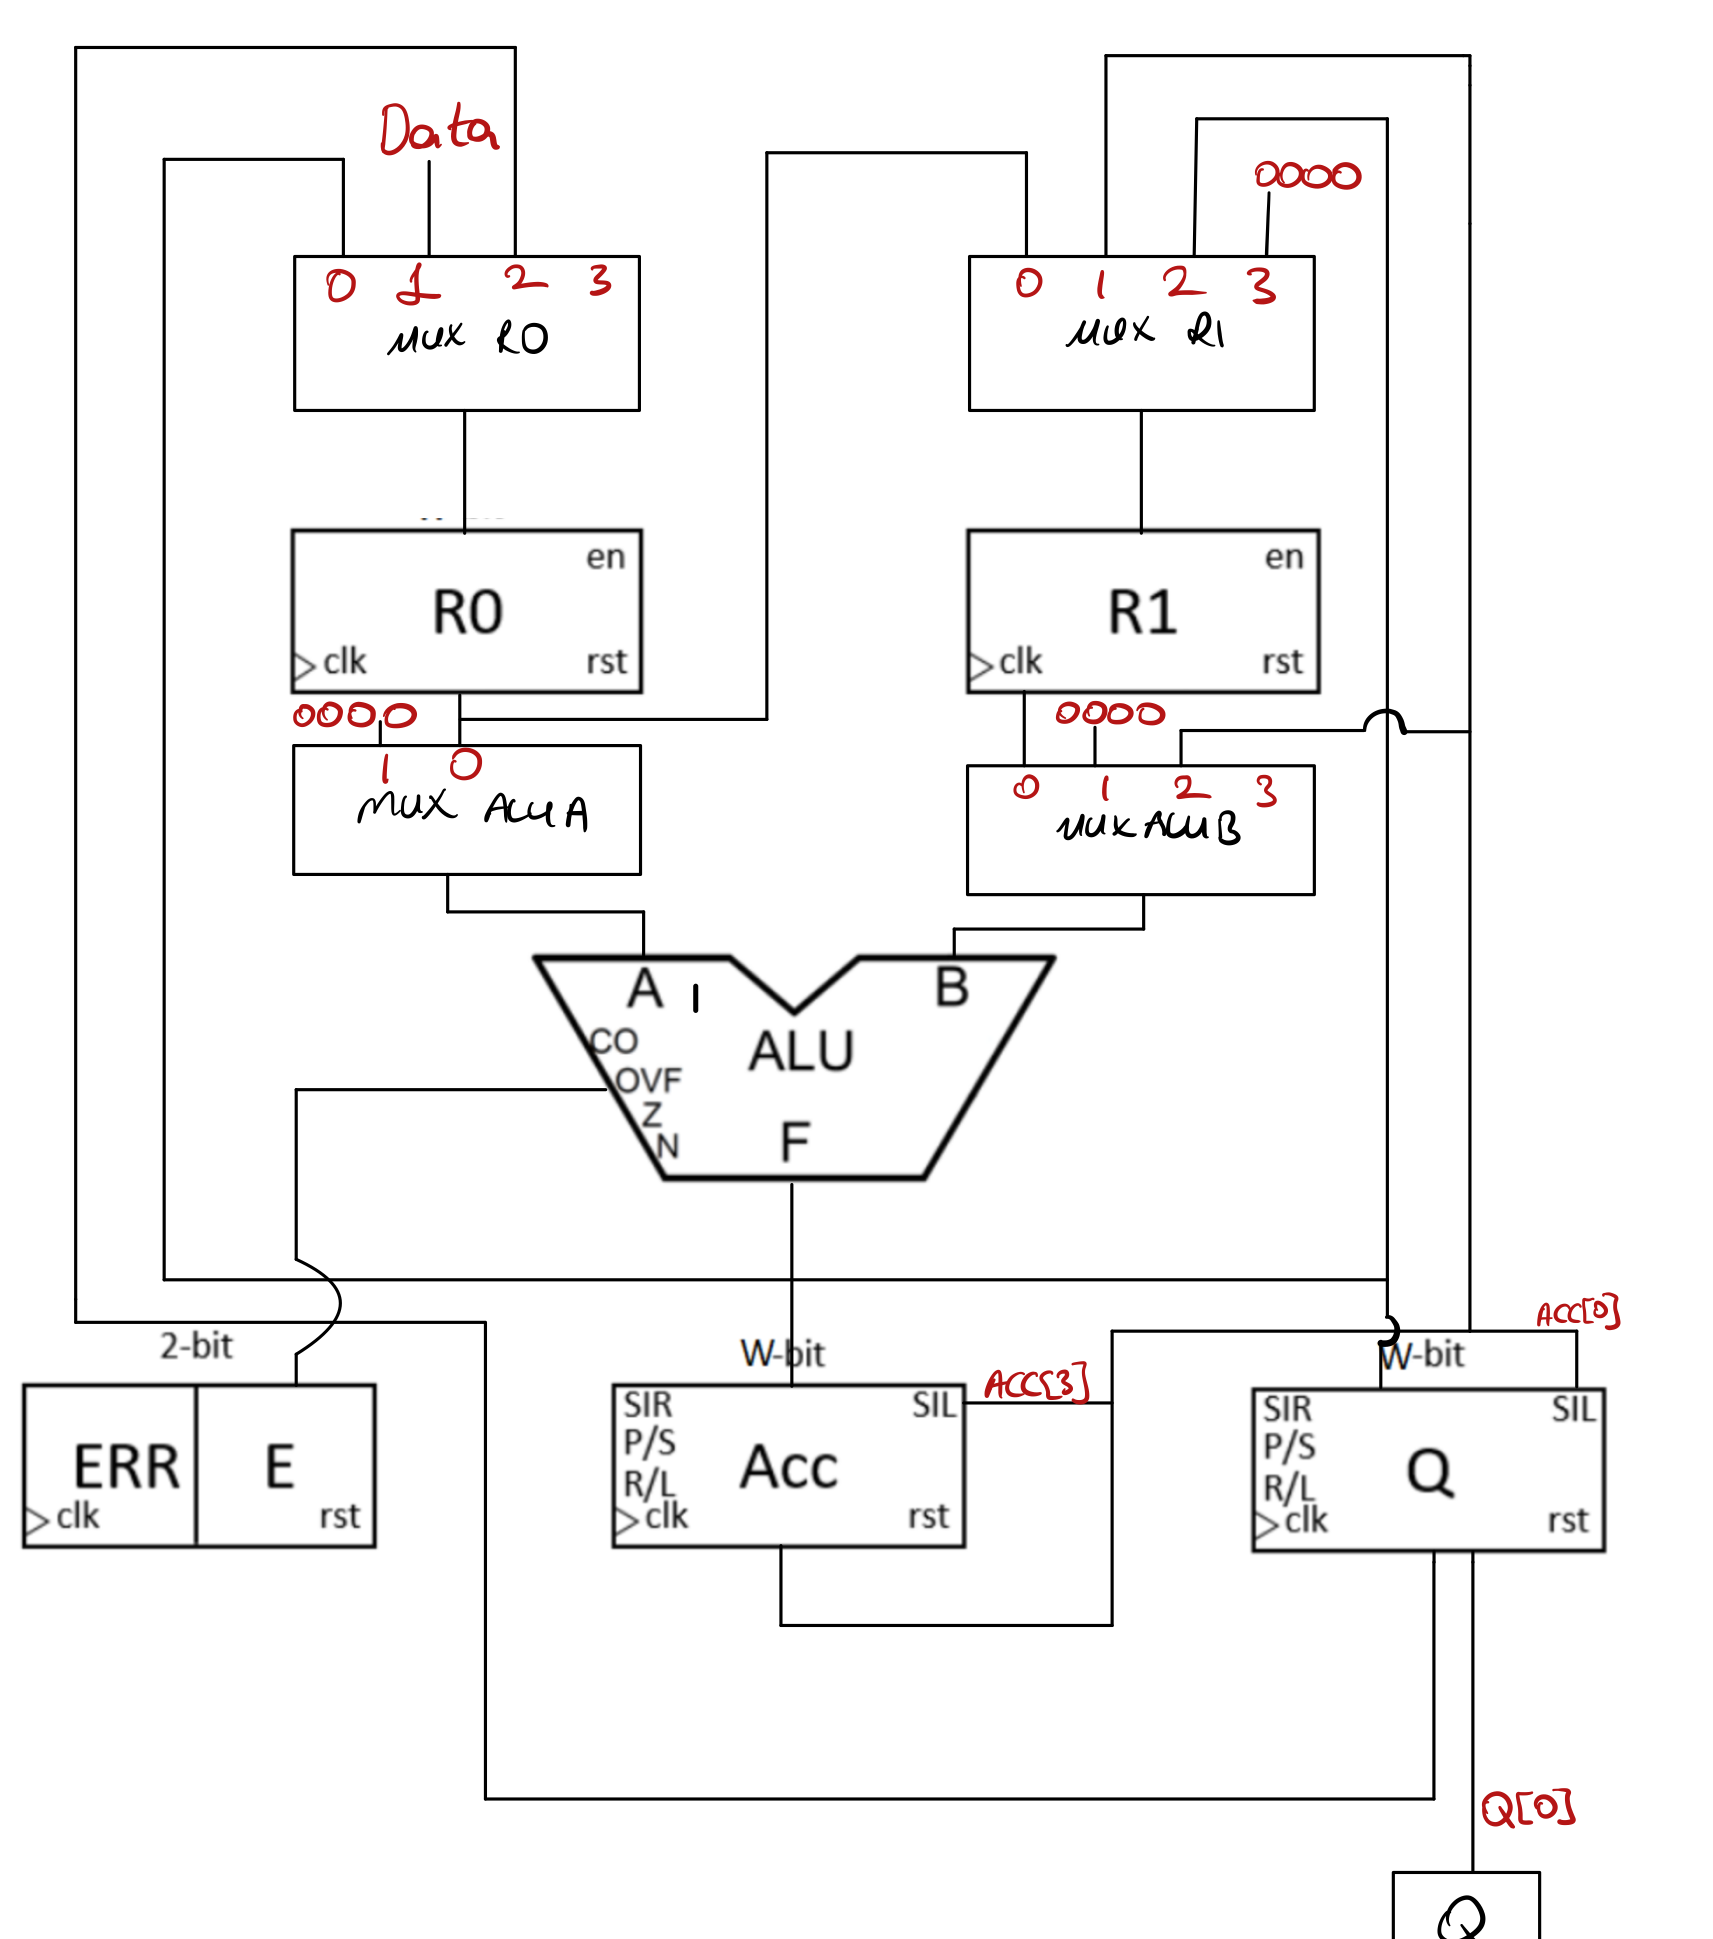 Data
0000
0 1 2 3
MUX R0
0 1 2 3
MUX R1
en
R0
clk
rst
en
R1
clk
rst
0000
1 0
MUX ALU A
0000
0 1 2 3
MUX ALU B
A
B
CO
ALU
OVF
Z
N
F
2-bit
ERR
E
clk
rst
W-bit
ACC[3]
SIR
SIL
P/S
Acc
R/L
clk
rst
ACC[0]
W-bit
SIR
SIL
P/S
Q
R/L
clk
rst
Q[0]
Q